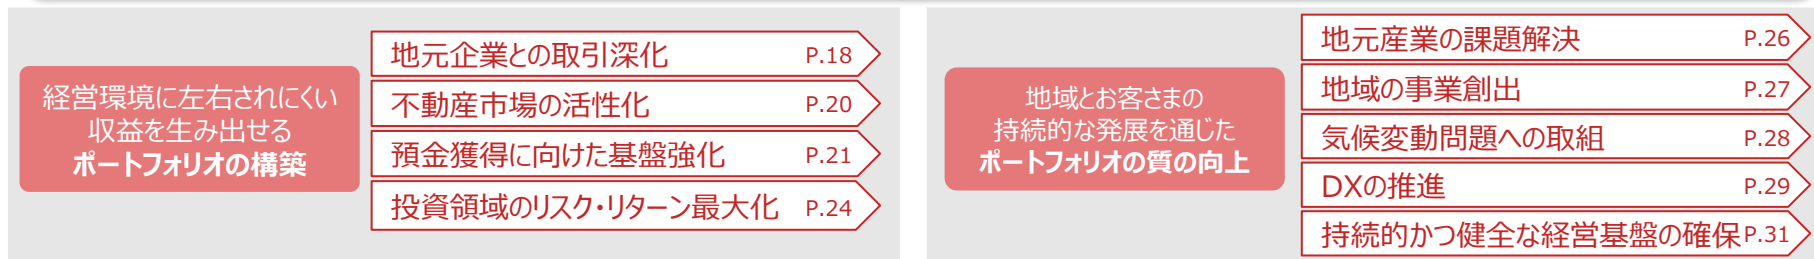 経営環境に左右されにくい
収益を生み出せる
ポートフォリオの構築
地元企業との取引深化 P.18
不動産市場の活性化 P.20
預金獲得に向けた基盤強化 P.21
投資領域のリスク・リターン最大化 P.24
地域とお客さまの
持続的な発展を通じた
ポートフォリオの質の向上
地元産業の課題解決 P.26
地域の事業創出 P.27
気候変動問題への取組 P.28
DXの推進 P.29
持続的かつ健全な経営基盤の確保 P.31